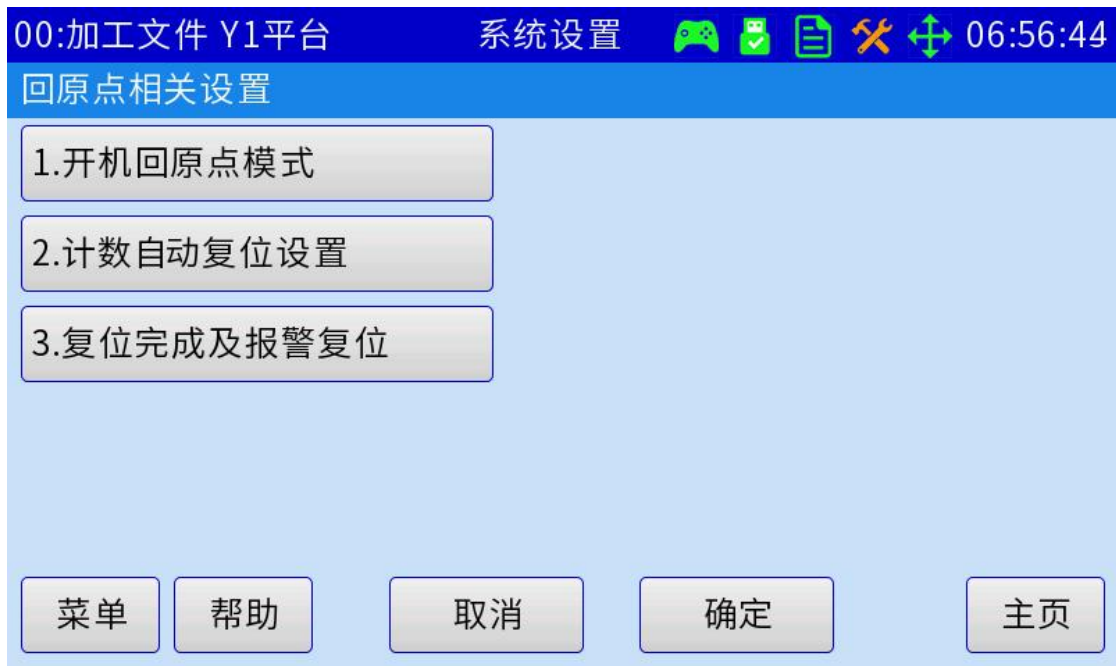 00:加工文件 Y1平台 系统设置 06:56:44
回原点相关设置
1.开机回原点模式
2.计数自动复位设置
3.复位完成及报警复位
菜单 帮助 取消 确定 主页